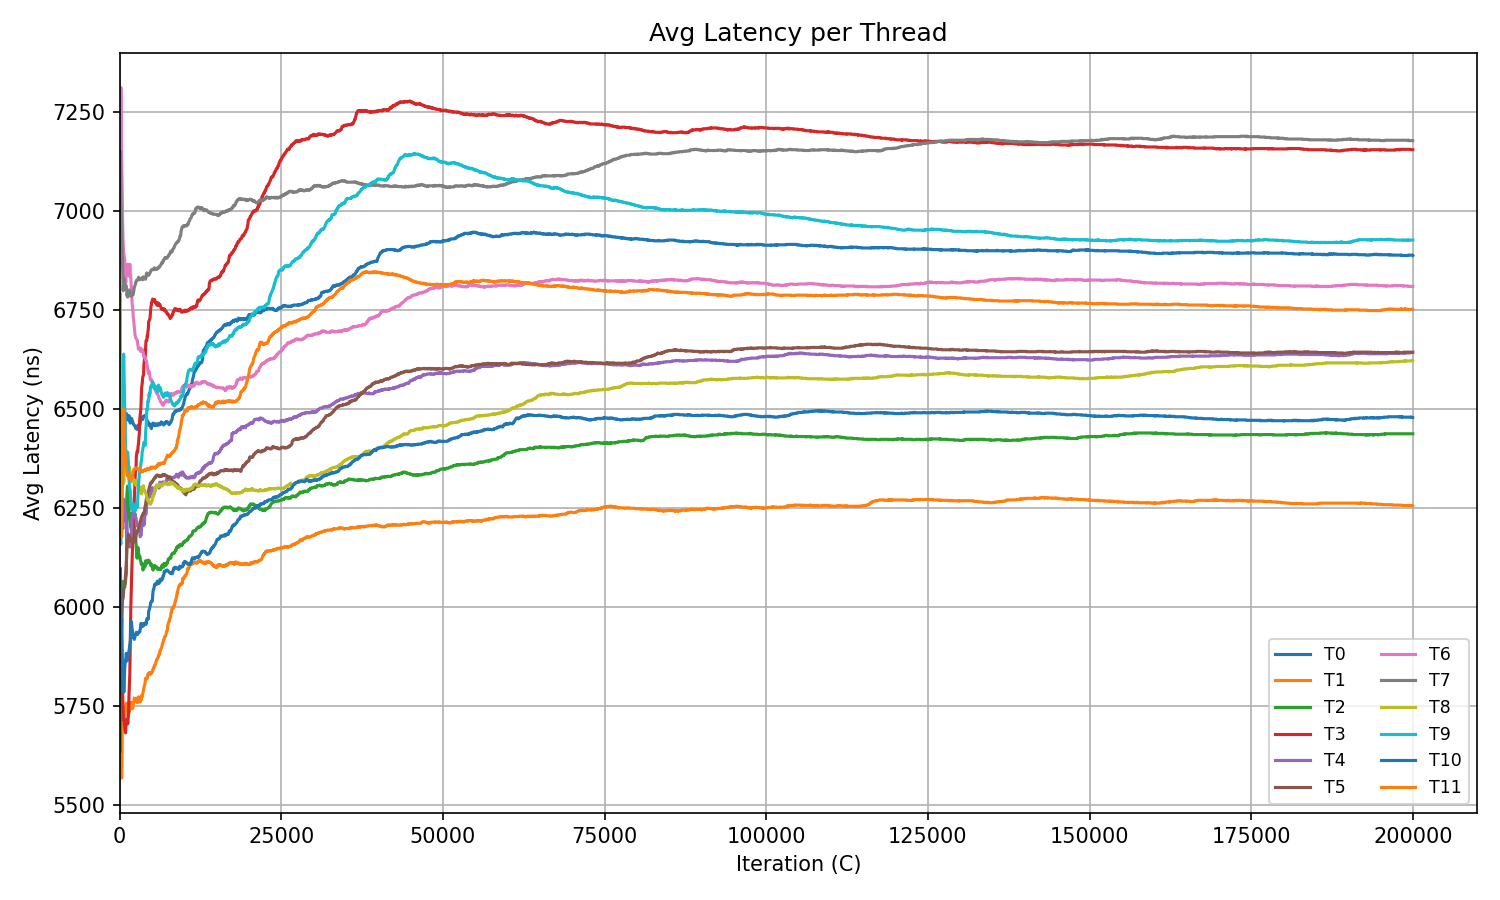 Avg Latency per Thread
Avg Latency (ns)
7250
7000
6750
6500
6250
6000
5750
5500
0 25000 50000 75000 100000 125000 150000 175000 200000
Iteration (C)
T0 T6
T1 T7
T2 T8
T3 T9
T4 T10
T5 T11